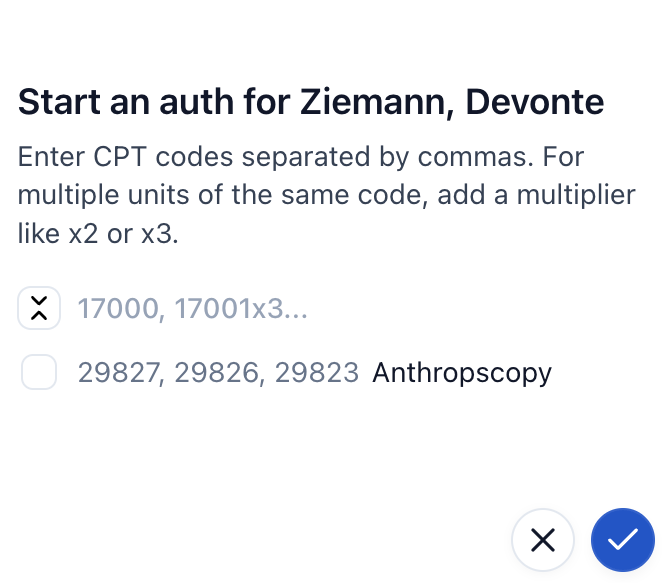 Start an auth for Ziemann, Devonte
Enter CPT codes separated by commas. For
multiple units of the same code, add a multiplier
like x2 or x3.
17000, 17001x3...
29827, 29826, 29823 Anthropscopy